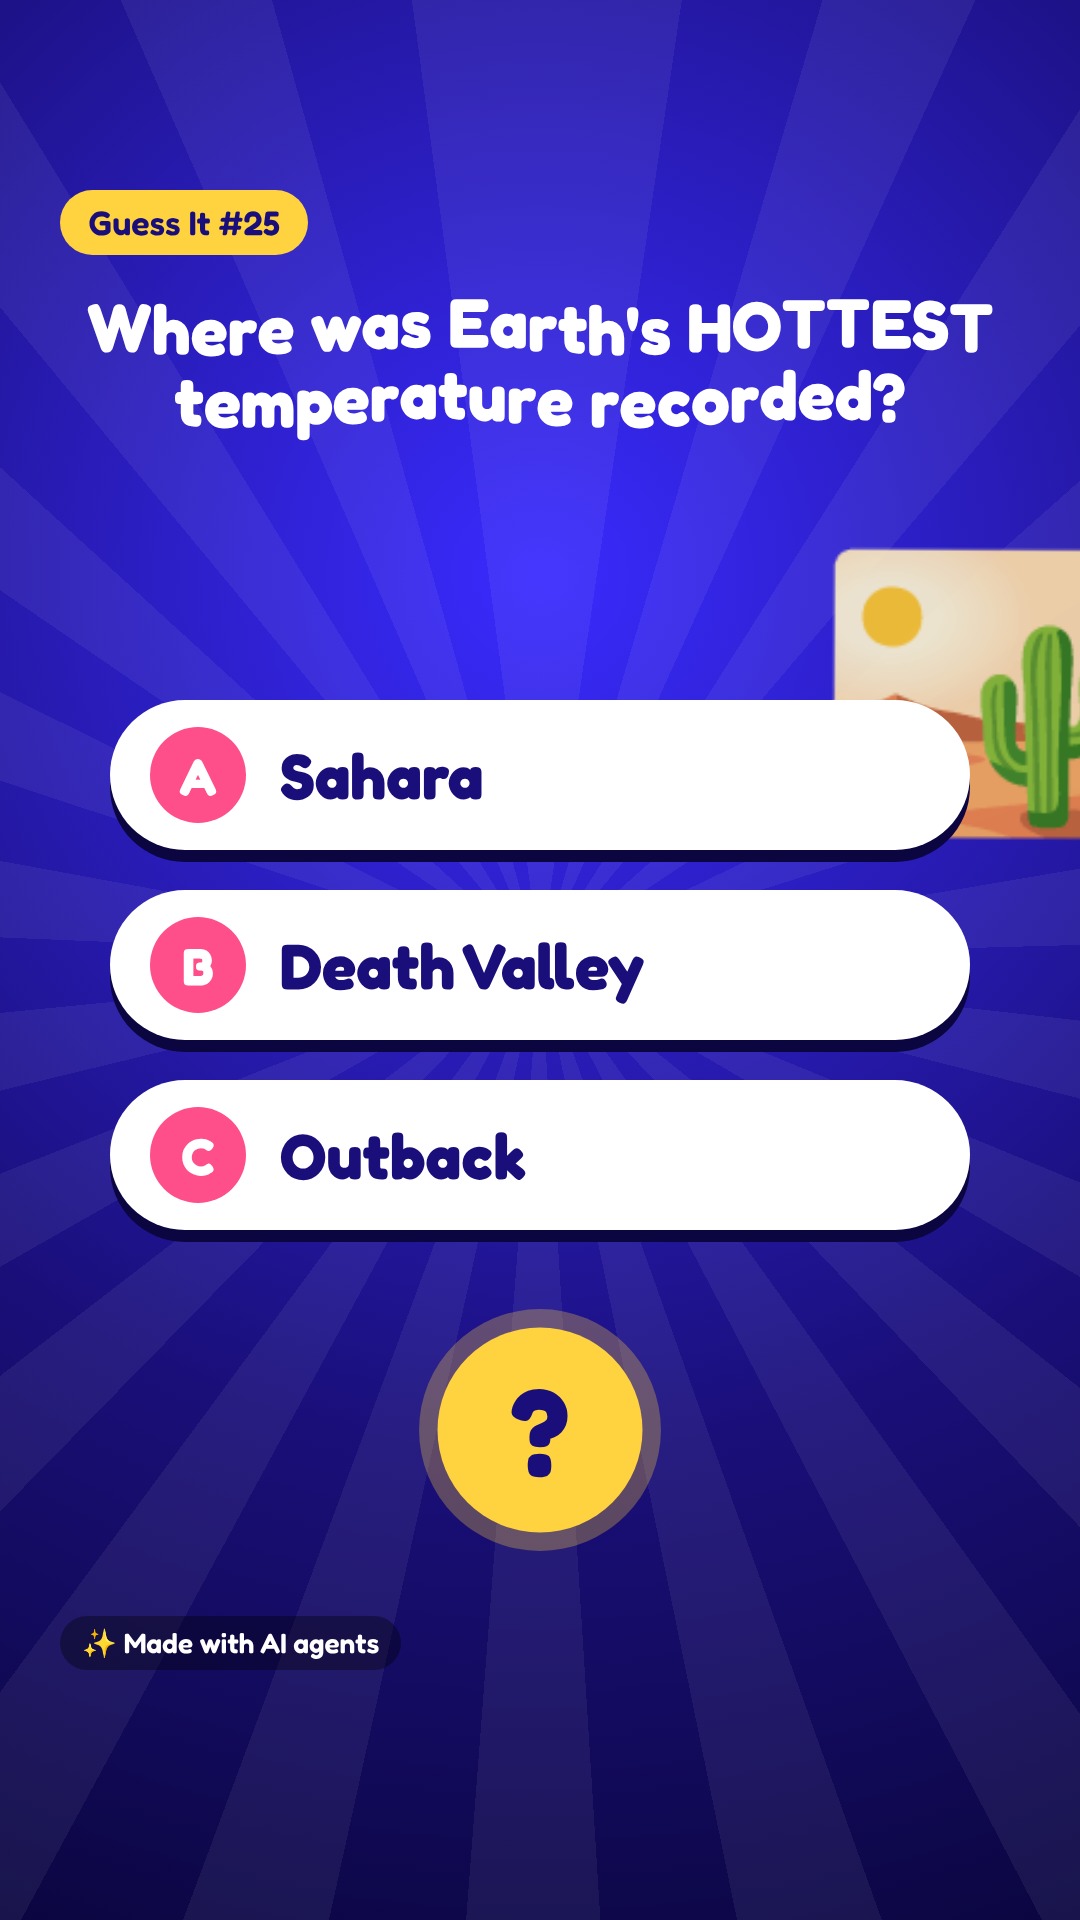 Guess It #25
Where was Earth's HOTTEST
temperature recorded?
A Sahara
B Death Valley
C Outback
?
✨ Made with AI agents